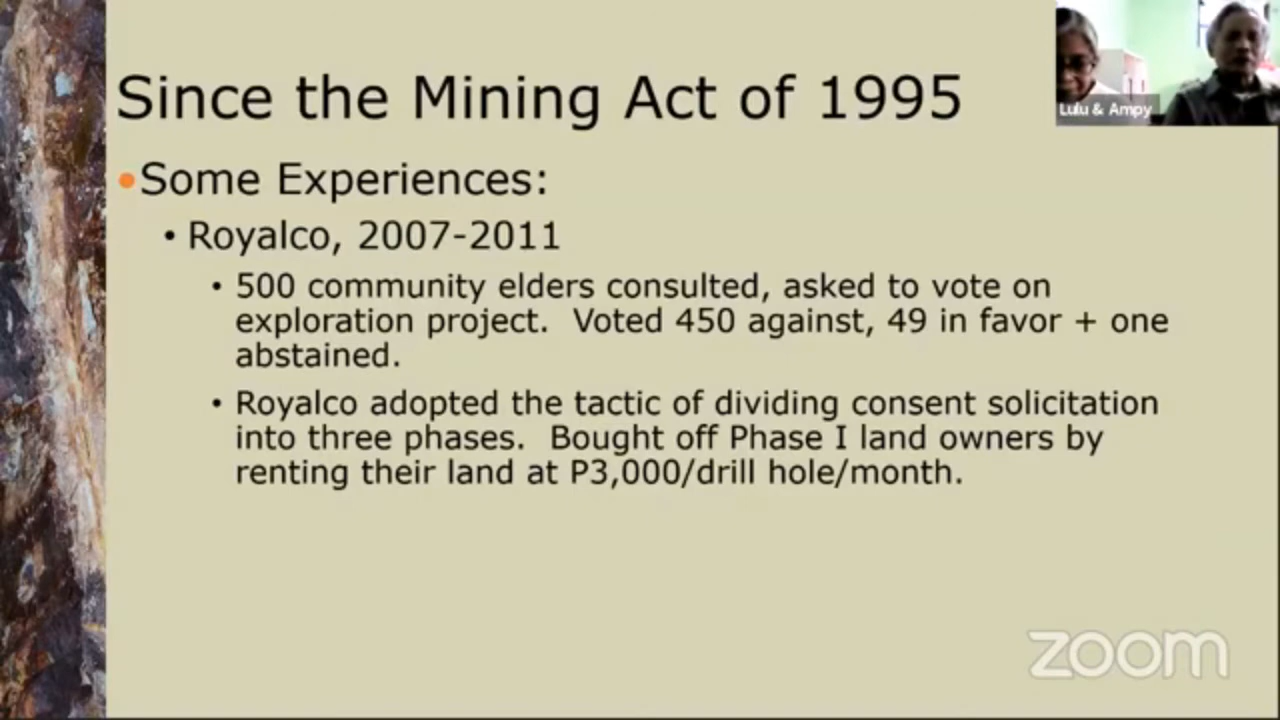 Since the Mining Act of 1995
Lulu & Ampy
•Some Experiences:
• Royalco, 2007-2011
• 500 community elders consulted, asked to vote on
exploration project.  Voted 450 against, 49 in favor + one
abstained.
• Royalco adopted the tactic of dividing consent solicitation
into three phases.  Bought off Phase I land owners by
renting their land at P3,000/drill hole/month.
zoom